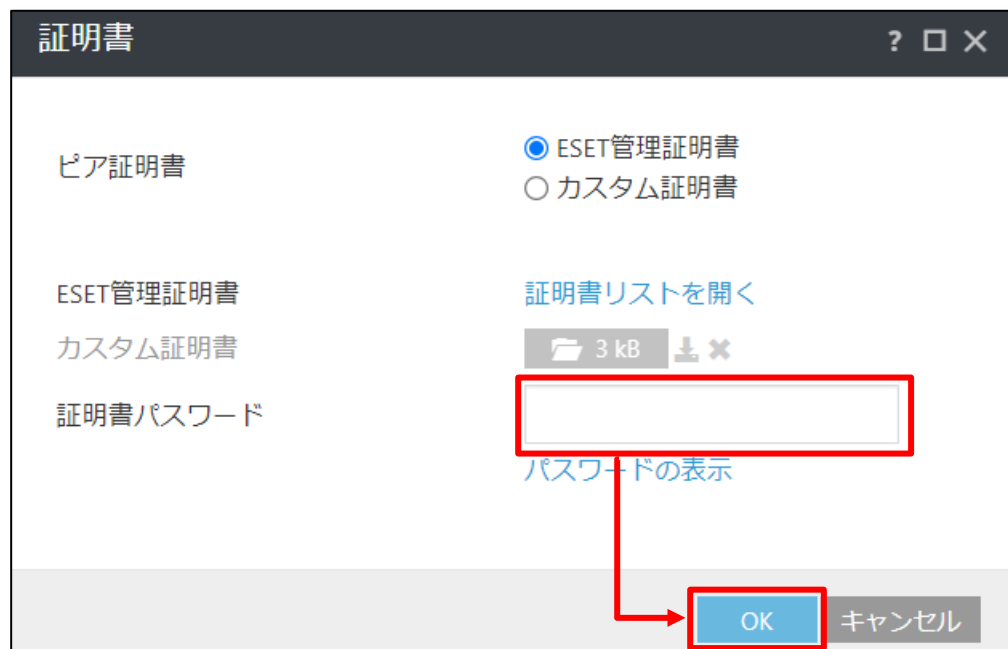 証明書
?
ピア証明書
ESET管理証明書
カスタム証明書
ESET管理証明書
証明書リストを開く
カスタム証明書
3 kB
証明書パスワード
パスワードの表示
OK
キャンセル